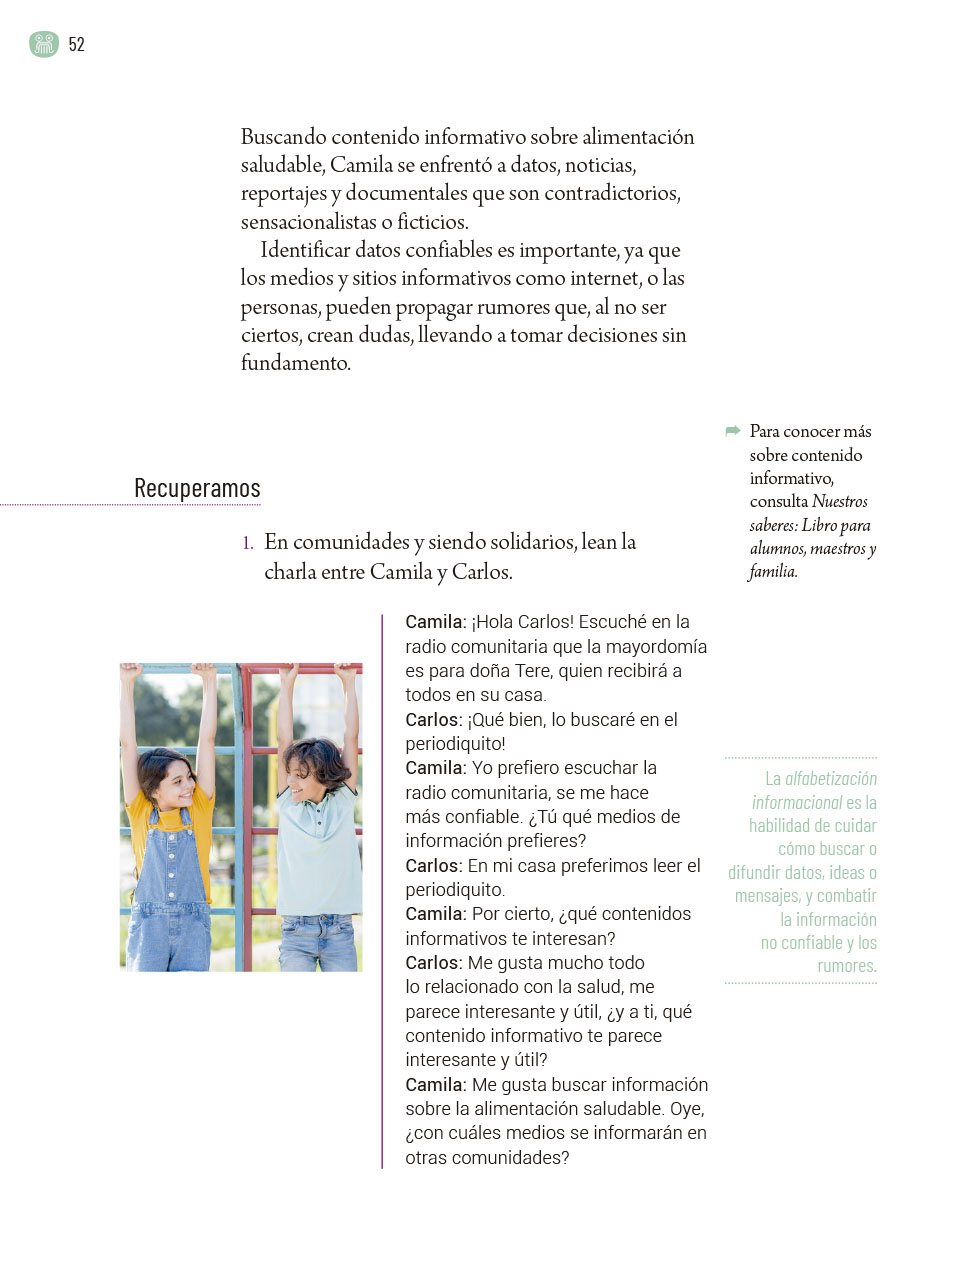 52
Buscando contenido informativo sobre alimentación
saludable, Camila se enfrentó a datos, noticias,
reportajes y documentales que son contradictorios,
sensacionalistas o ficticios.
Identificar datos confiables es importante, ya que
los medios y sitios informativos como internet, o las
personas, pueden propagar rumores que, al no ser
ciertos, crean dudas, llevando a tomar decisiones sin
fundamento.
Para conocer más
sobre contenido
informativo,
consulta Nuestros
saberes: Libro para
alumnos, maestros y
familia.
Recuperamos
1. En comunidades y siendo solidarios, lean la
charla entre Camila y Carlos.
Camila: ¡Hola Carlos! Escuché en la
radio comunitaria que la mayordomía
es para doña Tere, quien recibirá a
todos en su casa.
Carlos: ¡Qué bien, lo buscaré en el
periodiquito!
Camila: Yo prefiero escuchar la
radio comunitaria, se me hace
más confiable. ¿Tú qué medios de
información prefieres?
Carlos: En mi casa preferimos leer el
periodiquito.
Camila: Por cierto, ¿qué contenidos
informativos te interesan?
Carlos: Me gusta mucho todo
lo relacionado con la salud, me
parece interesante y útil, ¿y a ti, qué
contenido informativo te parece
interesante y útil?
Camila: Me gusta buscar información
sobre la alimentación saludable. Oye,
¿con cuáles medios se informarán en
otras comunidades?
La alfabetización
informacional es la
habilidad de cuidar
cómo buscar o
difundir datos, ideas o
mensajes, y combatir
la información
no confiable y los
rumores.